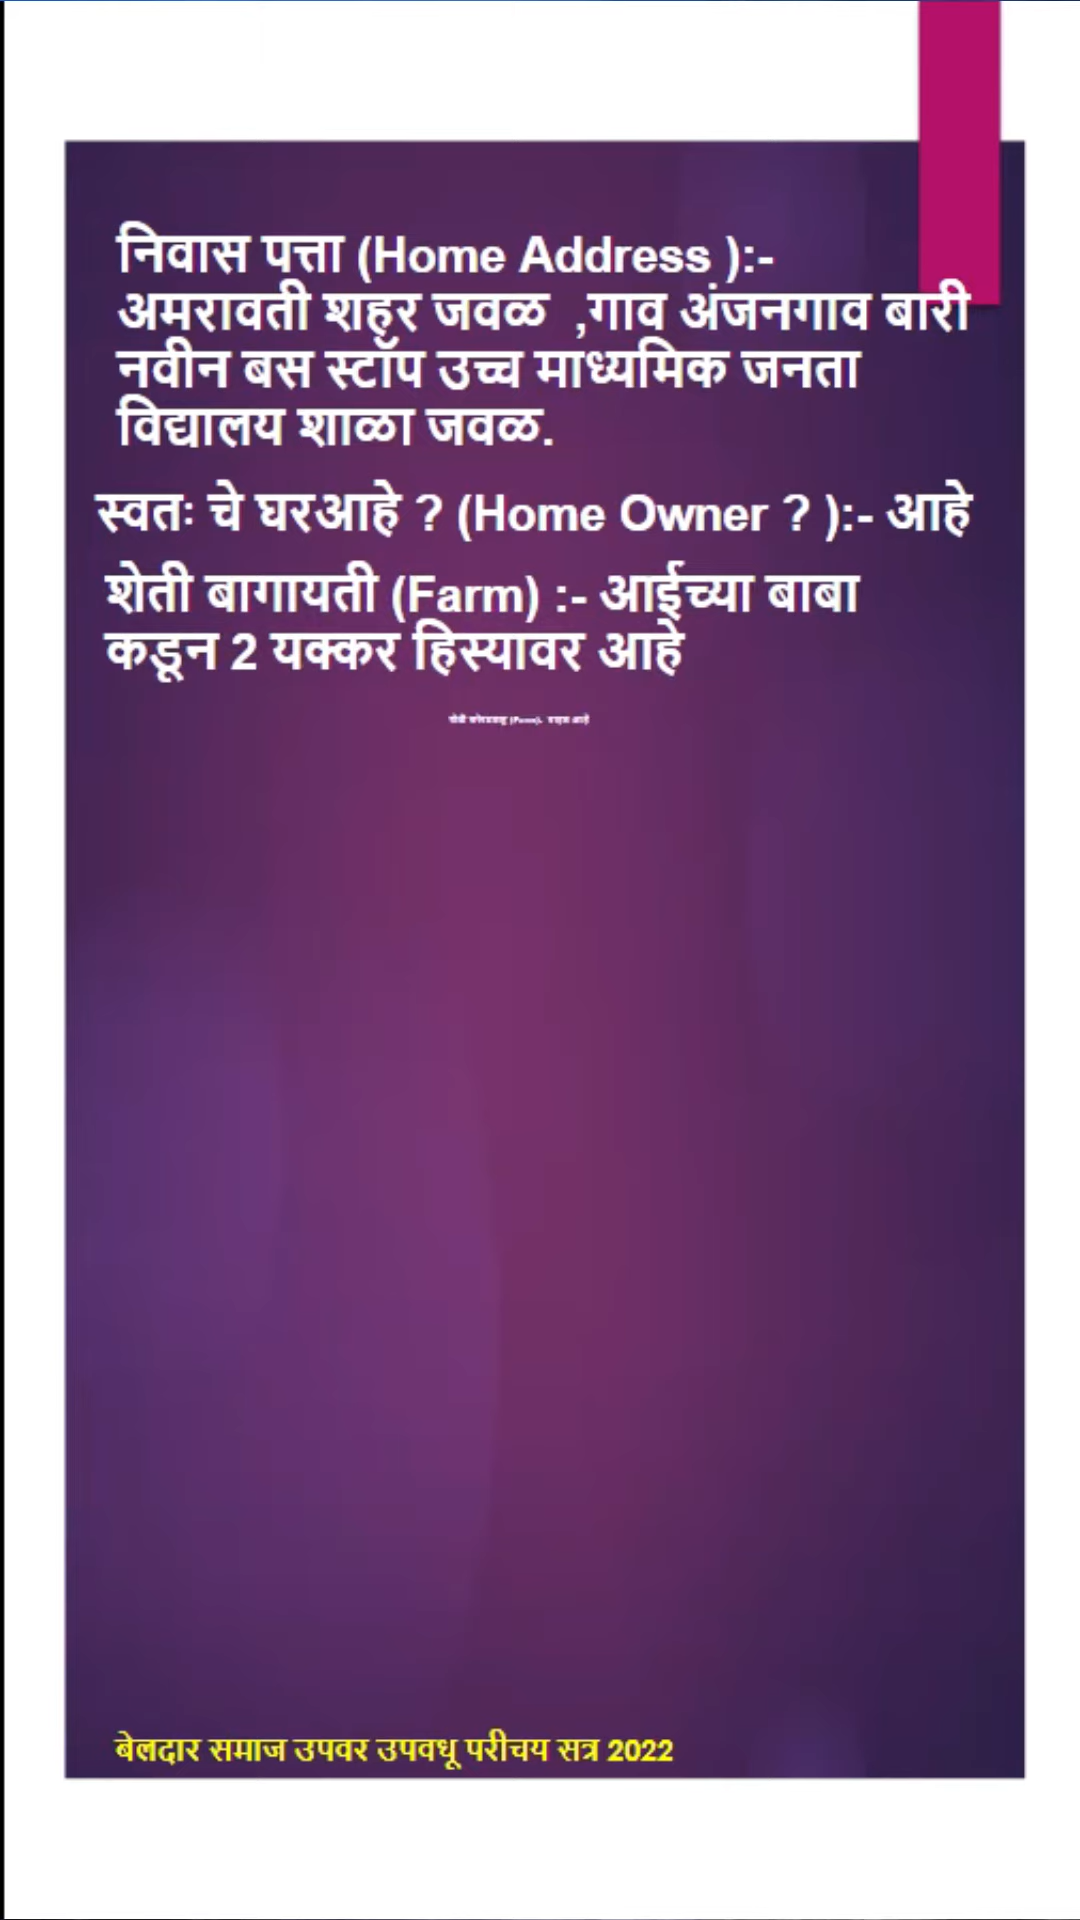 निवास पत्ता (Home Address ):-
अमरावती शहर जवळ ,गाव अंजनगाव बारी
नवीन बस स्टॉप उच्च माध्यमिक जनता
विद्यालय शाळा जवळ.
स्वतः चे घरआहे ? (Home Owner ? ):- आहे
शेती बागायती (Farm) :- आईच्या बाबा
कडून 2 यक्कर हिस्यावर आहे
बेलदार समाज उपवर उपवधू परीचय सत्र 2022